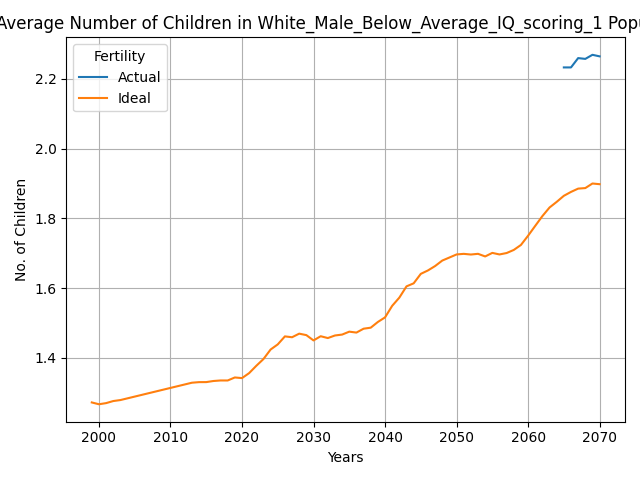 Average Number of Children in White_Male_Below_Average_IQ_scoring_1
Fertility
Actual
Ideal
No. of Children
2.2
2.0
1.8
1.6
1.4
2000 2010 2020 2030 2040 2050 2060 2070
Years